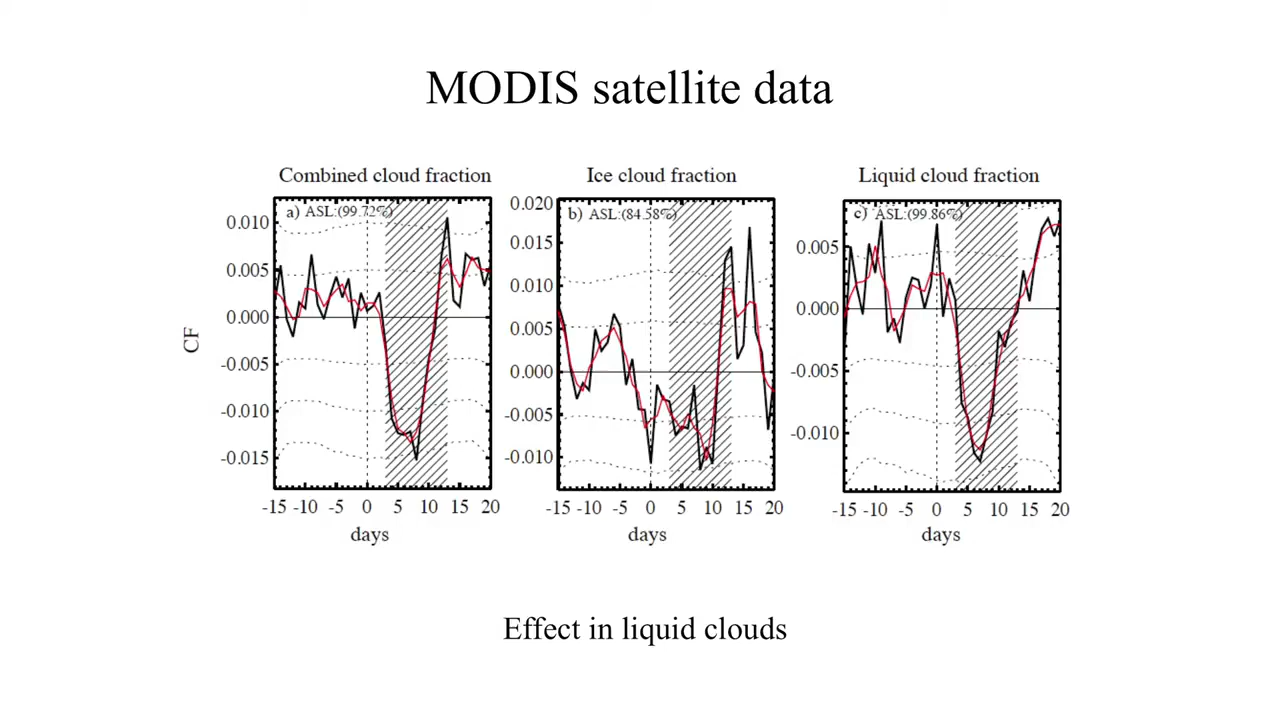 MODIS satellite data
Combined cloud fraction
Ice cloud fraction
Liquid cloud fraction
a) ASL:(99.72%)
0.010
0.005
0.000
-0.005
-0.010
-0.015
CF
-15 -10 -5 0 5 10 15 20
days
b) ASL:(84.58%)
0.020
0.015
0.010
0.005
0.000
-0.005
-0.010
-15 -10 -5 0 5 10 15 20
days
c) ASL:(99.86%)
0.005
0.000
-0.005
-0.010
-15 -10 -5 0 5 10 15 20
days
Effect in liquid clouds